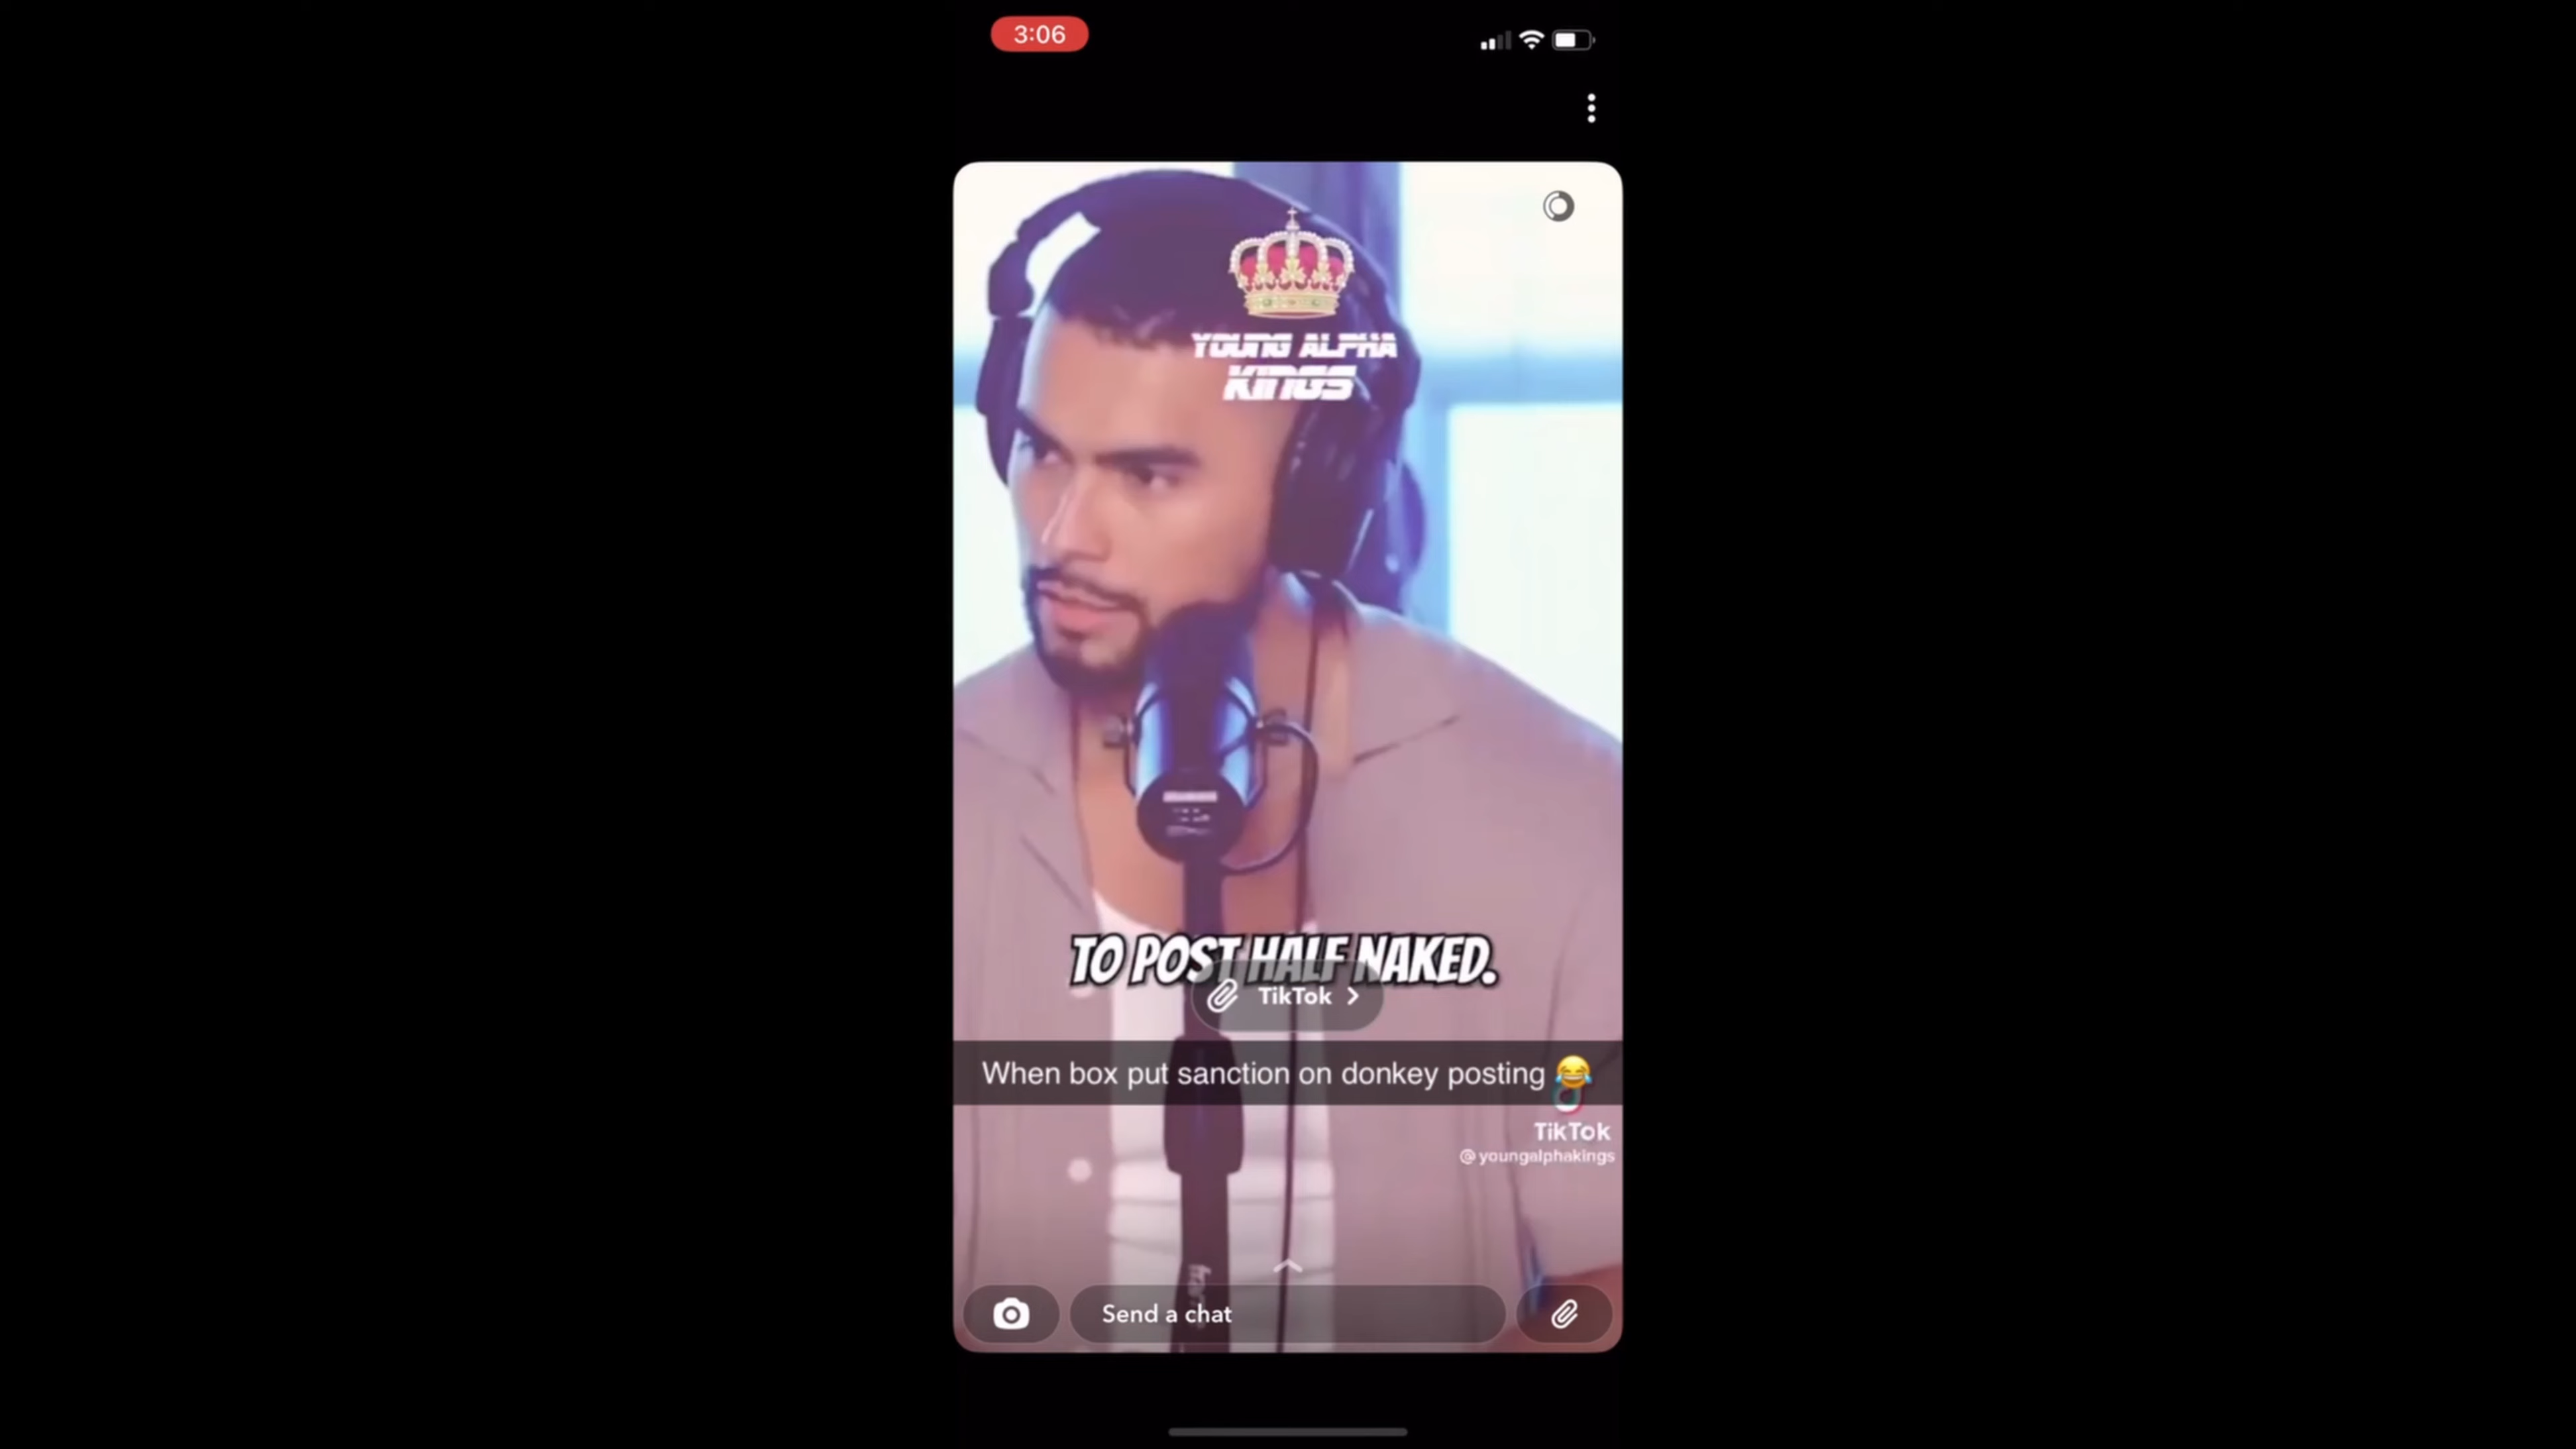 3:06
YOUNG ALPHA
KINGS
TO POST HALF NAKED.
TikTok
When box put sanction on donkey posting 😂
TikTok
@youngalphakings
Send a chat